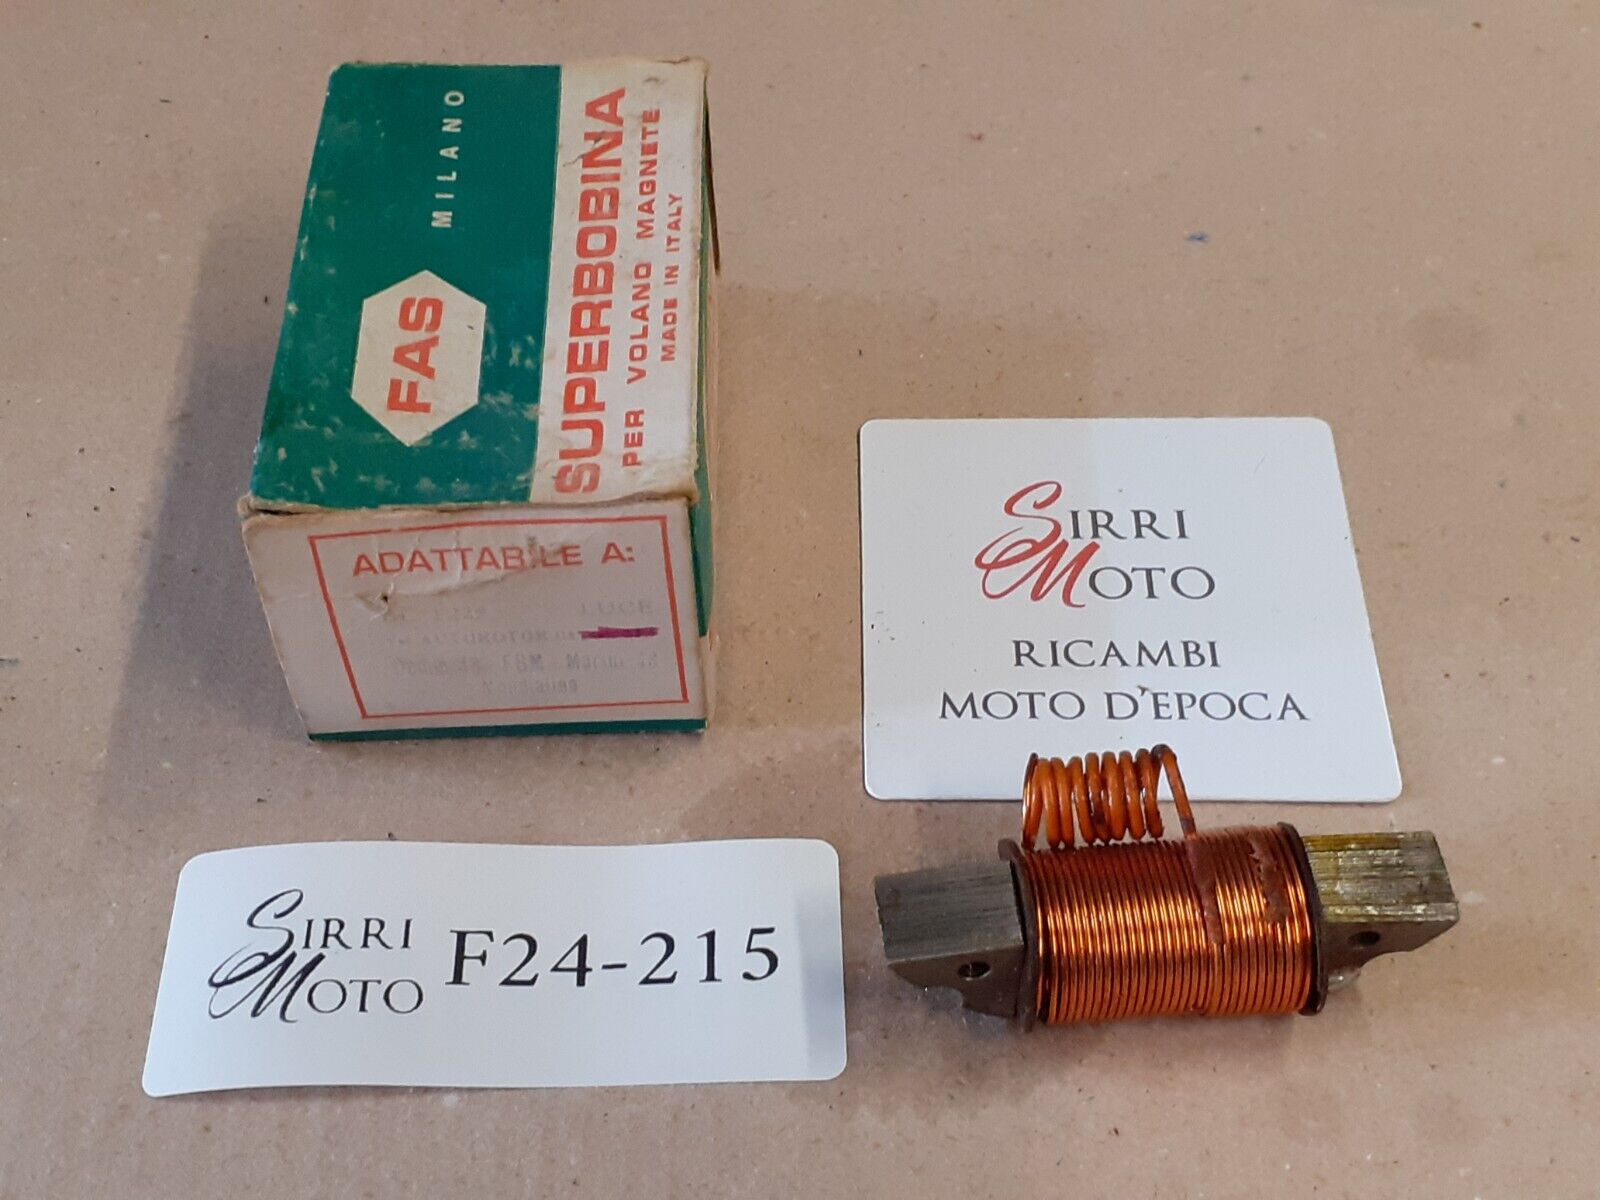 FAS
MILANO
SUPERBOBINA
PER VOLANO MAGNETE
MADE IN ITALY
ADATTABILE A:
LUCE
FBM
SIRRI
MOTO
RICAMBI
MOTO D'EPOCA
SIRRI
MOTO
F24-215